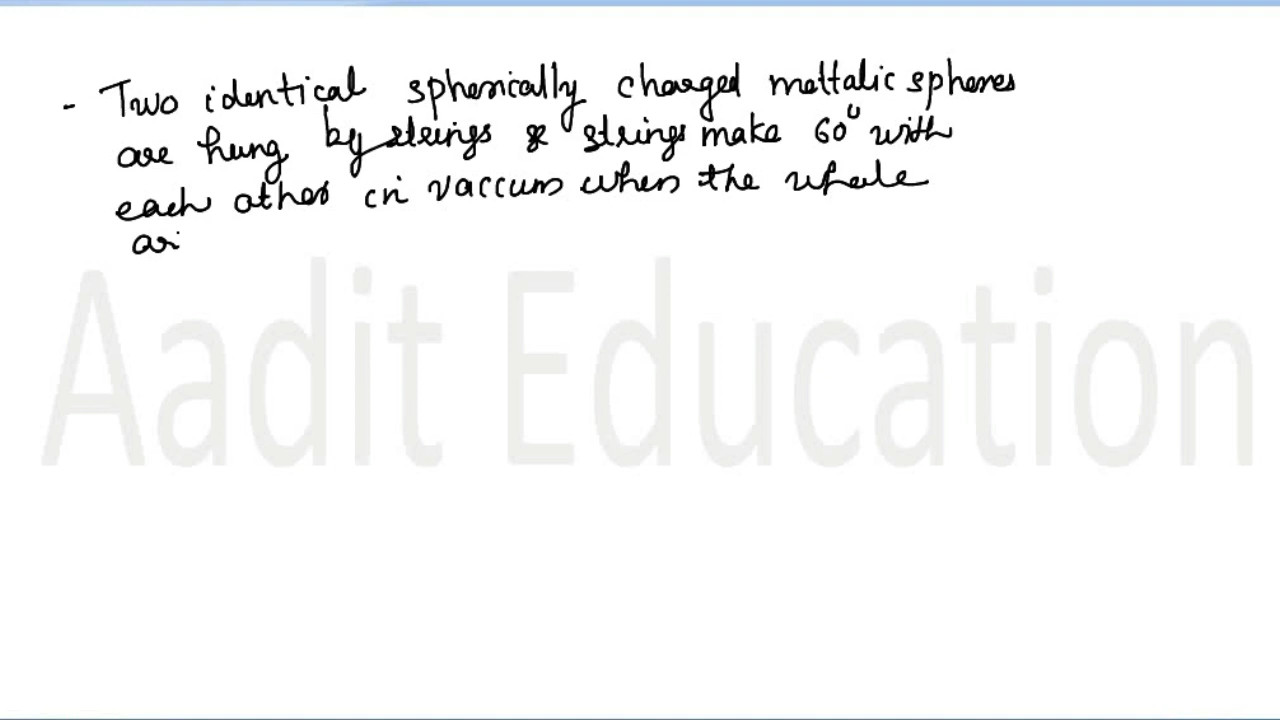 - Two identical spherically charged mettalic spheres
are hung by strings & strings make 60° with
each other in vaccum when the whole
ari
Aadit Education